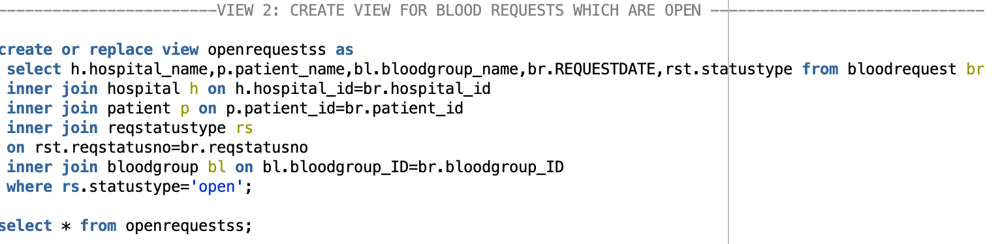 ------------------------VIEW 2: CREATE VIEW FOR BLOOD REQUESTS WHICH ARE OPEN ------------------------------
create or replace view openrequestss as
select h.hospital_name,p.patient_name,bl.bloodgroup_name,br.REQUESTDATE,rst.statustype from bloodrequest br
inner join hospital h on h.hospital_id=br.hospital_id
inner join patient p on p.patient_id=br.patient_id
inner join reqstatustype rs
on rst.reqstatusno=br.reqstatusno
inner join bloodgroup bl on bl.bloodgroup_ID=br.bloodgroup_ID
where rs.statustype='open';
select * from openrequestss;